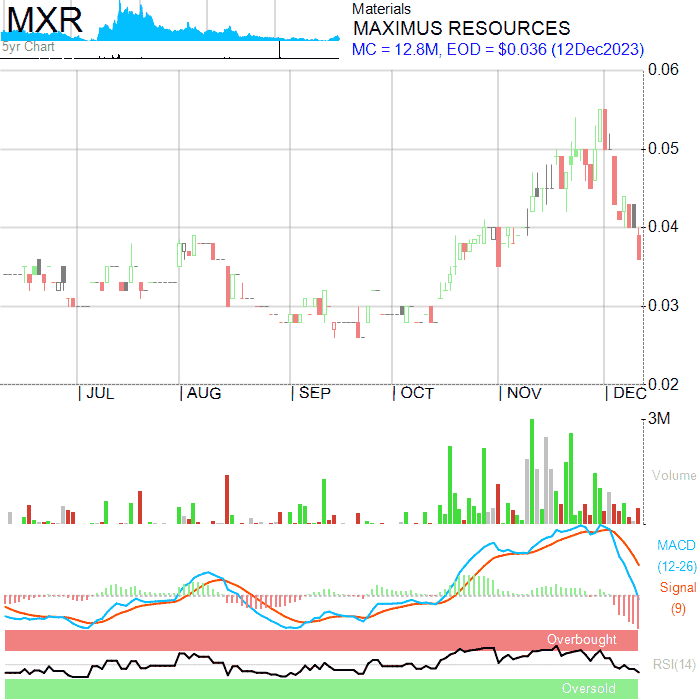 MXR
5yr Chart
Materials
MAXIMUS RESOURCES
MC = 12.8M, EOD = $0.036 (12Dec2023)
0.06
0.05
0.04
0.03
0.02
JUL AUG SEP OCT NOV DEC
3M
Volume
MACD
(12-26)
Signal
(9)
Overbought
RSI(14)
Oversold